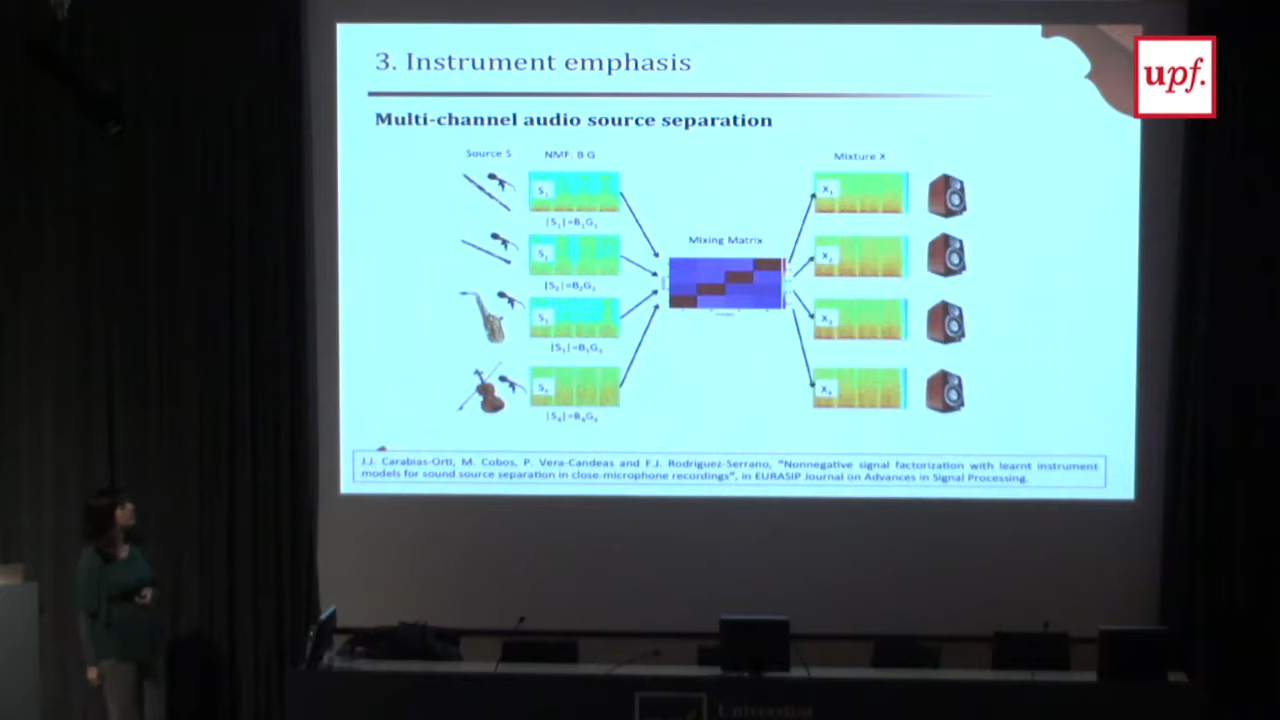 3. Instrument emphasis
upf.
Multi-channel audio source separation
Source S
NMF: B G
Mixture X
S₁
X₁
|S₁|=B₁G₁
S₂
Mixing Matrix
X₂
|S₂|=B₂G₂
S₃
X₃
|S₃|=B₃G₃
S₄
X₄
|S₄|=B₄G₄
J.J. Carabias-Orti, M. Cobos, P. Vera-Candeas and F.J. Rodriguez-Serrano, "Nonnegative signal factorization with learnt instrument
models for sound source separation in close-microphone recordings", in EURASIP Journal on Advances in Signal Processing.
Universitat